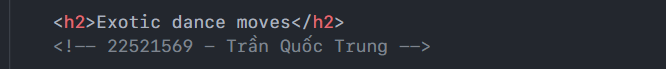 <h2>Exotic dance moves</h2>
<!-- 22521569 - Trần Quốc Trung -->